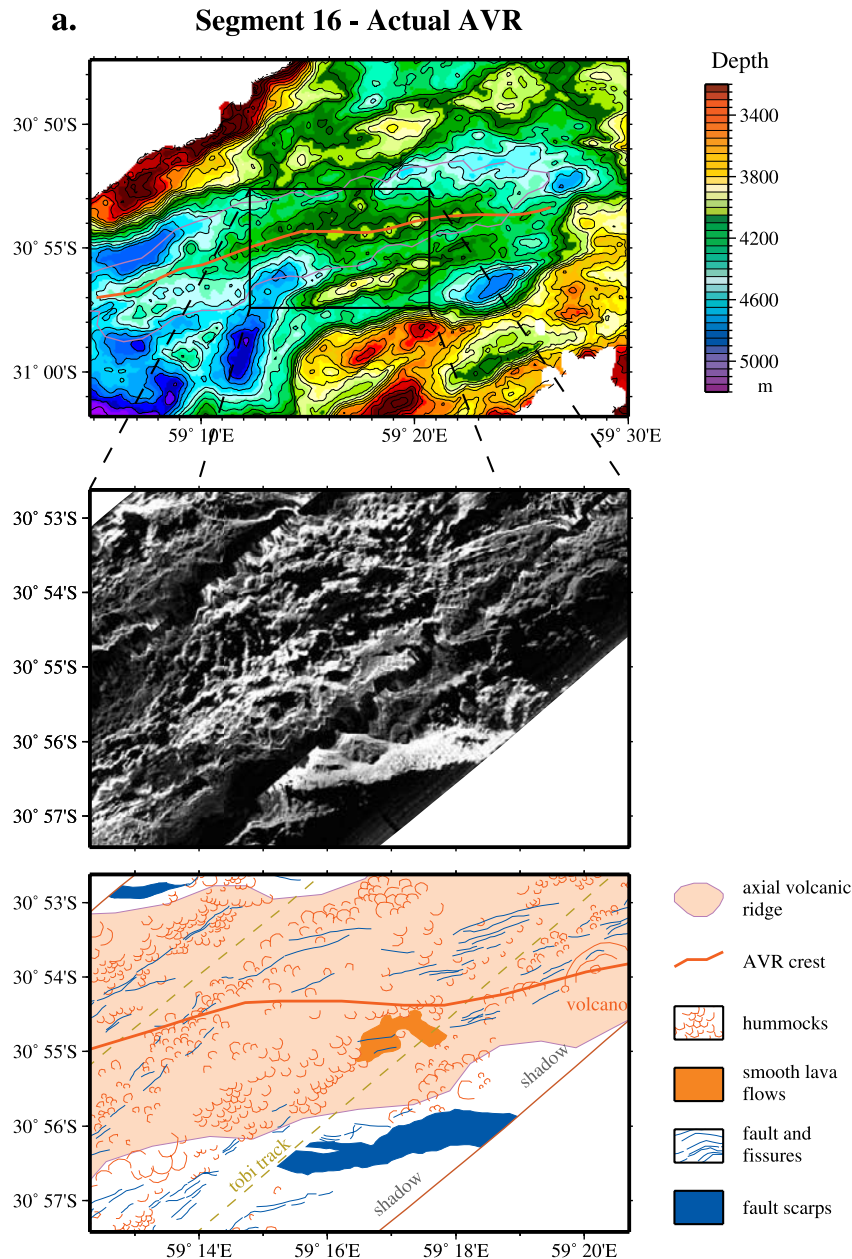 a. Segment 16 - Actual AVR
Depth
30° 50'S
30° 55'S
31° 00'S
3400
3800
4200
4600
5000
m
59° 10'E
59° 20'E
59° 30'E
30° 53'S
30° 54'S
30° 55'S
30° 56'S
30° 57'S
30° 53'S
30° 54'S
30° 55'S
30° 56'S
30° 57'S
volcano
shadow
tobi track
shadow
59° 14'E
59° 16'E
59° 18'E
59° 20'E
axial volcanic
ridge
AVR crest
hummocks
smooth lava
flows
fault and
fissures
fault scarps